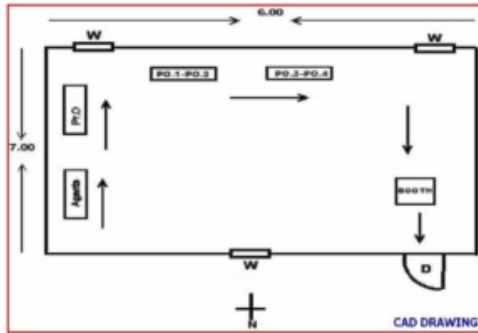 6.00
W
W
PO.1-PO.2
PO.3-PO.4
Pr.O
7.00
Agents
BOOTH
W
D
N
CAD DRAWING